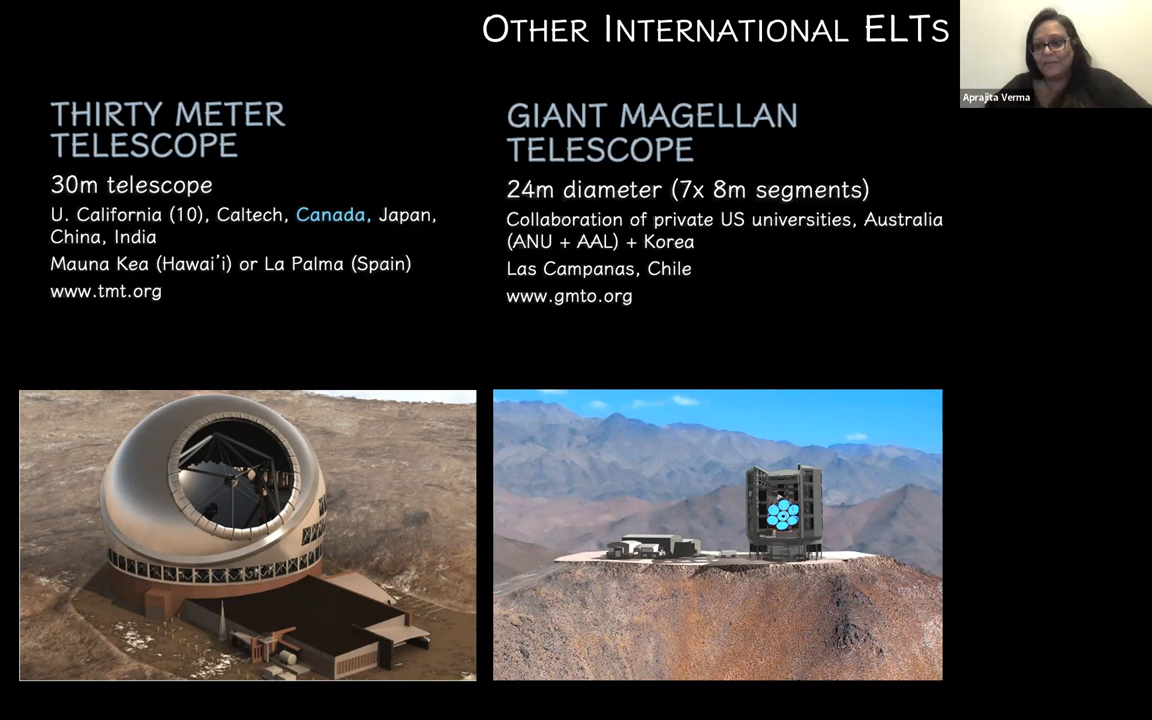 OTHER INTERNATIONAL ELTS
Aprajita Verma
THIRTY METER
TELESCOPE
30m telescope
U. California (10), Caltech, Canada, Japan,
China, India
Mauna Kea (Hawai'i) or La Palma (Spain)
www.tmt.org
GIANT MAGELLAN
TELESCOPE
24m diameter (7x 8m segments)
Collaboration of private US universities, Australia
(ANU + AAL) + Korea
Las Campanas, Chile
www.gmto.org